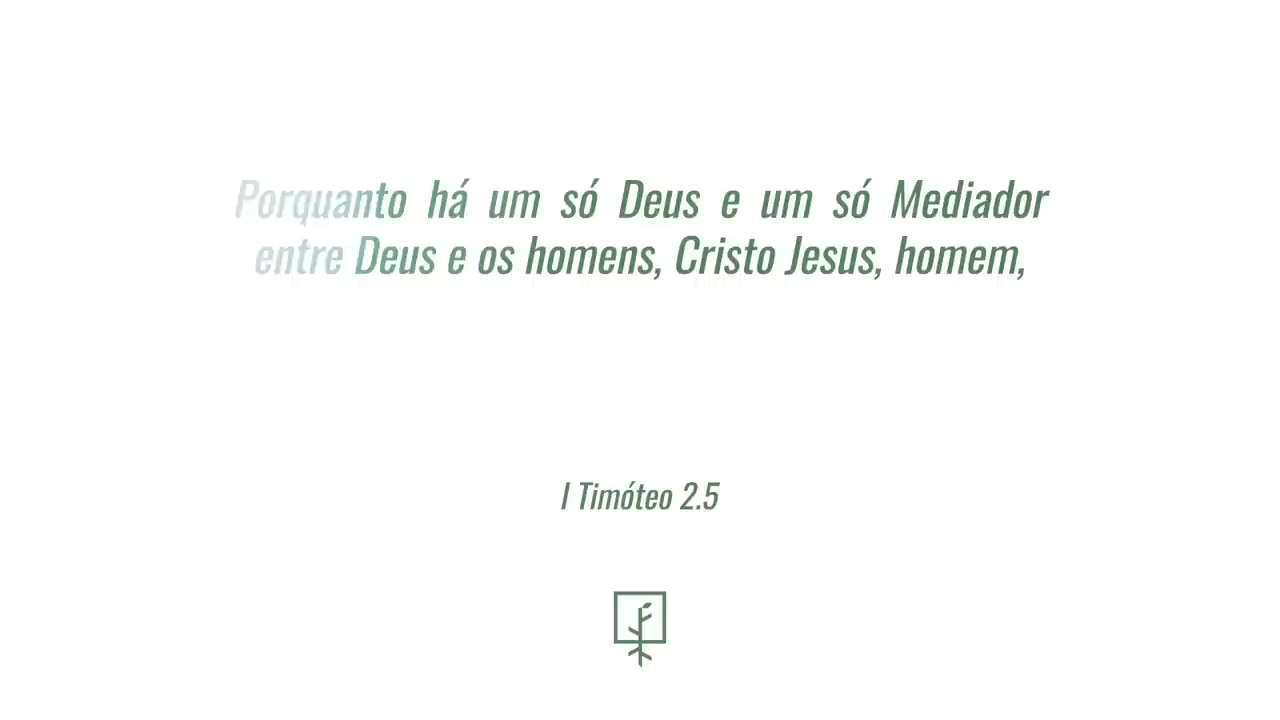 Porquanto há um só Deus e um só Mediador
entre Deus e os homens, Cristo Jesus, homem,
I Timóteo 2.5